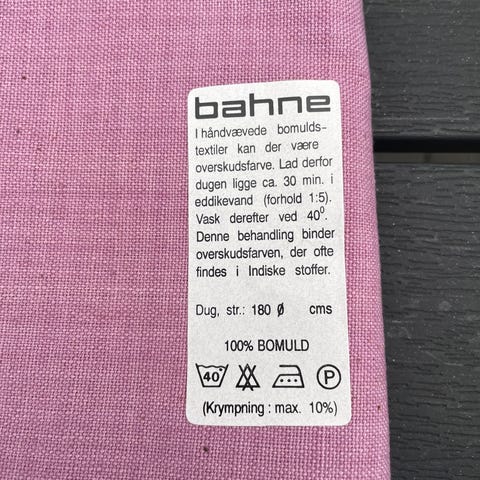 bahne
I håndvævede bomulds-
textiler kan der være
overskudsfarve. Lad derfor
dugen ligge ca. 30 min. i
eddikevand (forhold 1:5).
Vask derefter ved 40⁰.
Denne behandling binder
overskudsfarven, der ofte
findes i Indiske stoffer.
Dug, str.: 180 Ø cms
100% BOMULD
40 P
(Krympning : max. 10%)